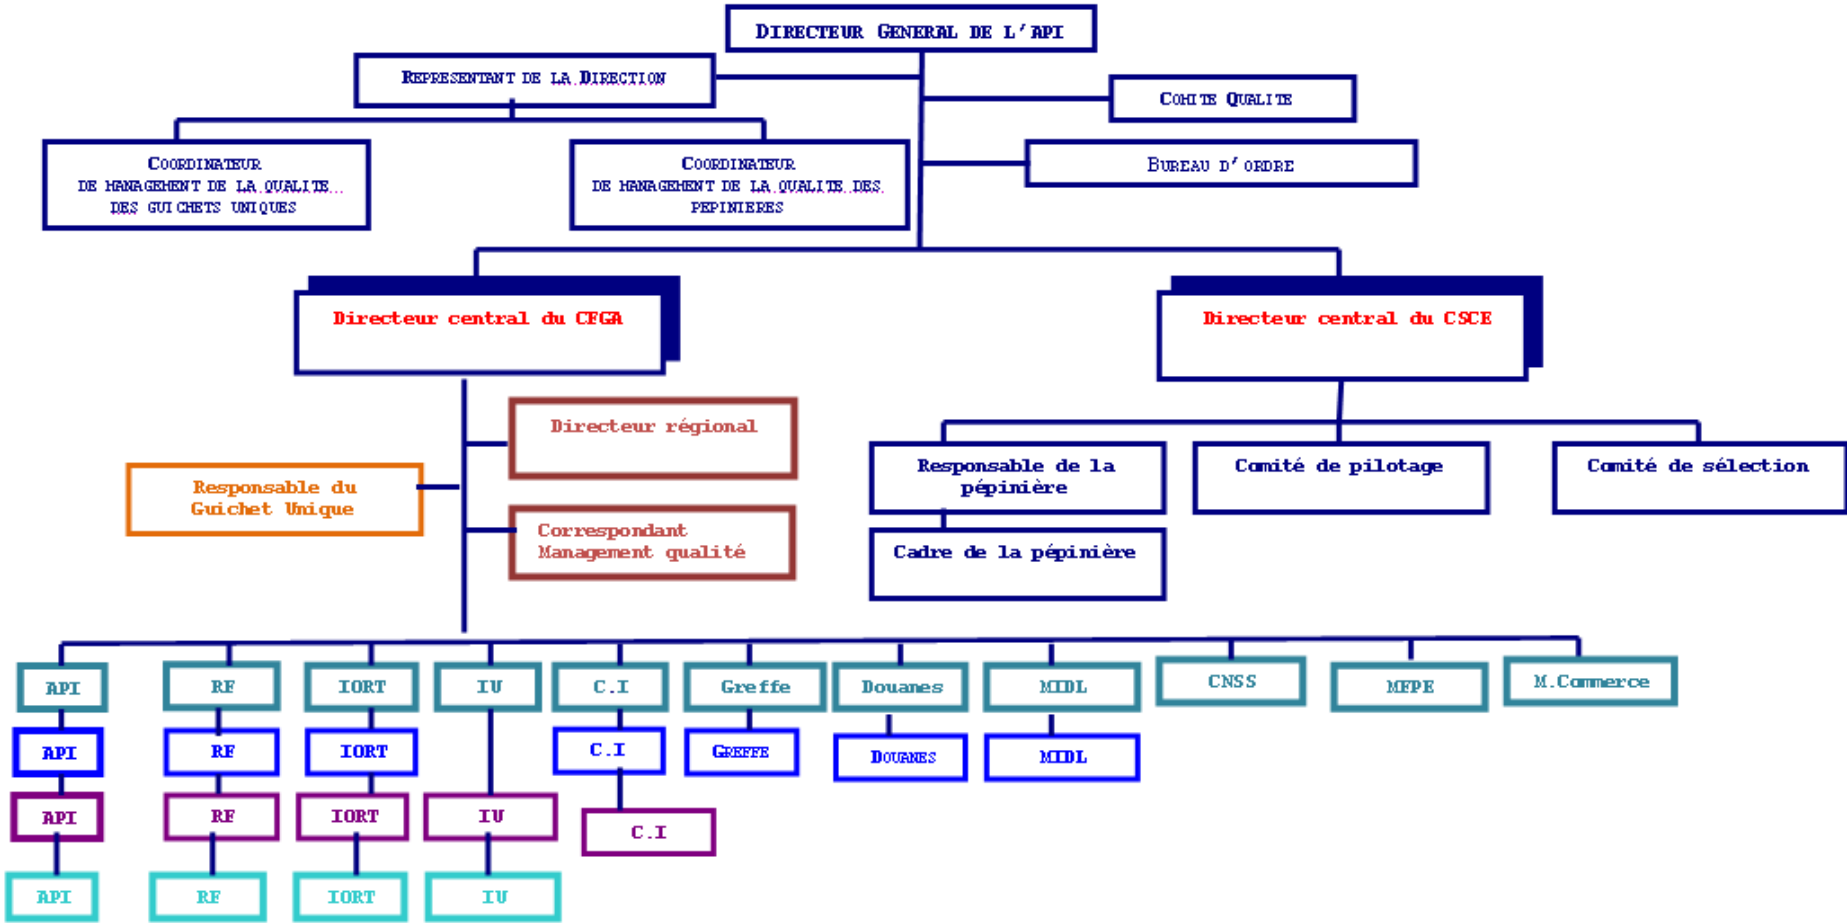 DIRECTEUR GENERAL DE L'API
REPRESENTANT DE LA DIRECTION
COMITE QUALITE
COORDINATEUR
DE MANAGEMENT DE LA QUALITE
DES GUICHETS UNIQUES
COORDINATEUR
DE MANAGEMENT DE LA QUALITE DES
PEPINIERES
BUREAU D'ORDRE
Directeur central du CFGA
Directeur central du CSCE
Directeur régional
Responsable du
Guichet Unique
Correspondant
Management qualité
Responsable de la
pépinière
Comité de pilotage
Comité de sélection
Cadre de la pépinière
API
RF
IORT
IU
C.I
Greffe
Douanes
MIDL
CNSS
MFPE
M.Commerce
API
RF
IORT
C.I
GREFFE
DOUANES
MIDL
API
RF
IORT
IU
C.I
API
RF
IORT
IU